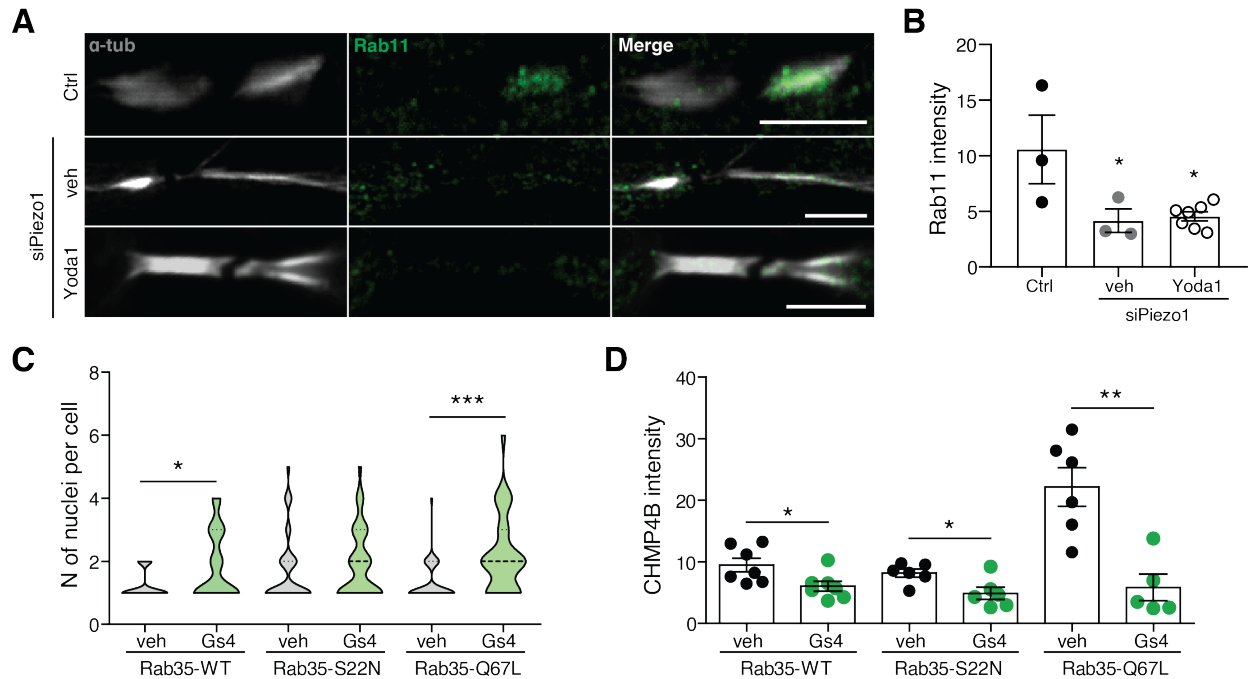 A
α-tub
Rab11
Merge
Ctrl
siPiezo1
veh
Yoda1
B
Rab11 intensity
20
15
10
5
0
*
*
Ctrl
veh
Yoda1
siPiezo1
C
N of nuclei per cell
8
6
4
2
0
*
***
veh
Gs4
veh
Gs4
veh
Gs4
Rab35-WT
Rab35-S22N
Rab35-Q67L
D
CHMP4B intensity
40
30
20
10
0
*
*
**
veh
Gs4
veh
Gs4
veh
Gs4
Rab35-WT
Rab35-S22N
Rab35-Q67L